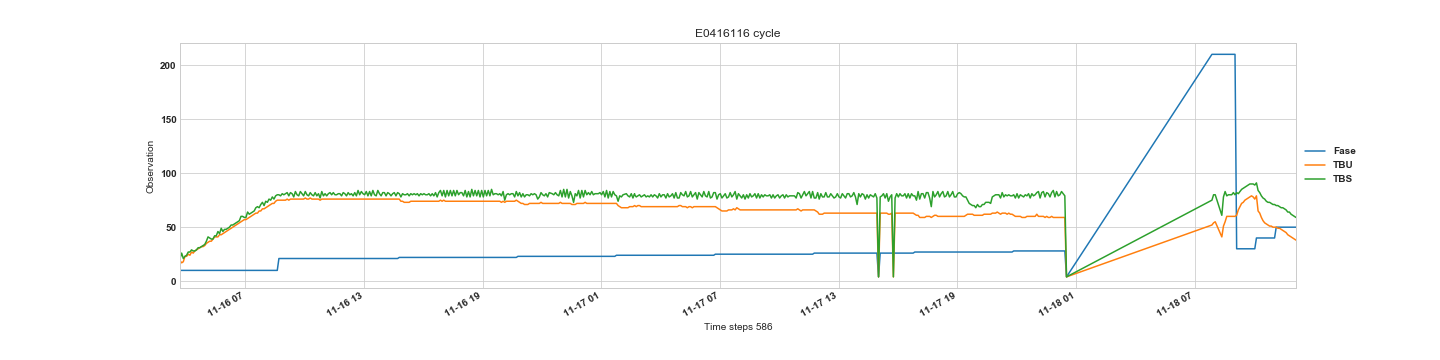 E0416116 cycle
Observation
200
150
100
50
0
Fase
TBU
TBS
11-16 07
11-16 13
11-16 19
11-17 01
11-17 07
11-17 13
11-17 19
11-18 01
11-18 07
Time steps 586